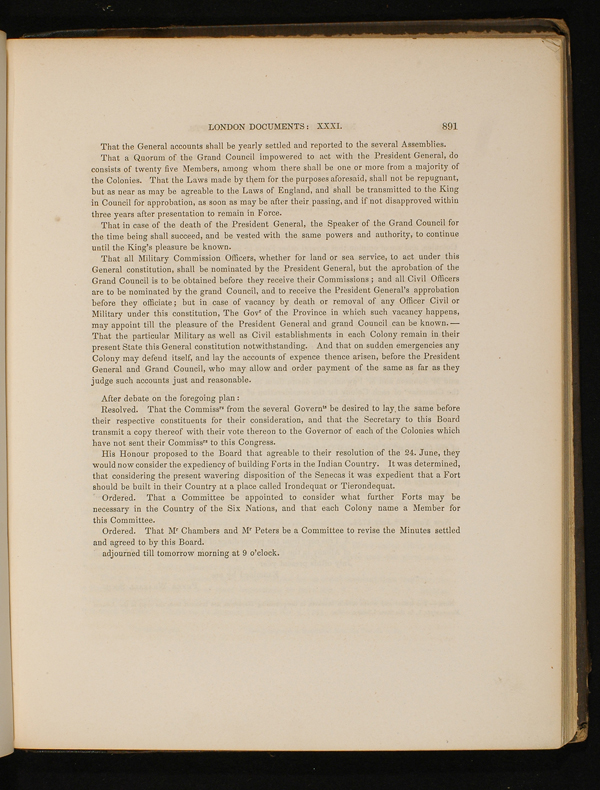 LONDON DOCUMENTS: XXXI. 891
That the General accounts shall be yearly settled and reported to the several Assemblies.
That a Quorum of the Grand Council impowered to act with the President General, do
consists of twenty five Members, among whom there shall be one or more from a majority of
the Colonies. That the Laws made by them for the purposes aforesaid, shall not be repugnant,
but as near as may be agreable to the Laws of England, and shall be transmitted to the King
in Council for approbation, as soon as may be after their passing, and if not disapproved within
three years after presentation to remain in Force.
That in case of the death of the President General, the Speaker of the Grand Council for
the time being shall succeed, and be vested with the same powers and authority, to continue
until the King's pleasure be known.
That all Military Commission Officers, whether for land or sea service, to act under this
General constitution, shall be nominated by the President General, but the aprobation of the
Grand Council is to be obtained before they receive their Commissions; and all Civil Officers
are to be nominated by the grand Council, and to receive the President General's approbation
before they officiate; but in case of vacancy by death or removal of any Officer Civil or
Military under this constitution, The Govr of the Province in which such vacancy happens,
may appoint till the pleasure of the President General and grand Council can be known.—
That the particular Military as well as Civil establishments in each Colony remain in their
present State this General constitution notwithstanding. And that on sudden emergencies any
Colony may defend itself, and lay the accounts of expence thence arisen, before the President
General and Grand Council, who may allow and order payment of the same as far as they
judge such accounts just and reasonable.
After debate on the foregoing plan:
Resolved. That the Commissrs from the several Governts be desired to lay the same before
their respective constituents for their consideration, and that the Secretary to this Board
transmit a copy thereof with their vote thereon to the Governor of each of the Colonies which
have not sent their Commissrs to this Congress.
His Honour proposed to the Board that agreable to their resolution of the 24. June, they
would now consider the expediency of building Forts in the Indian Country. It was determined,
that considering the present wavering disposition of the Senecas it was expedient that a Fort
should be built in their Country at a place called Irondequat or Tierondequat.
Ordered. That a Committee be appointed to consider what further Forts may be
necessary in the Country of the Six Nations, and that each Colony name a Member for
this Committee.
Ordered. That Mr Chambers and Mr Peters be a Committee to revise the Minutes settled
and agreed to by this Board.
adjourned till tomorrow morning at 9 o'clock.